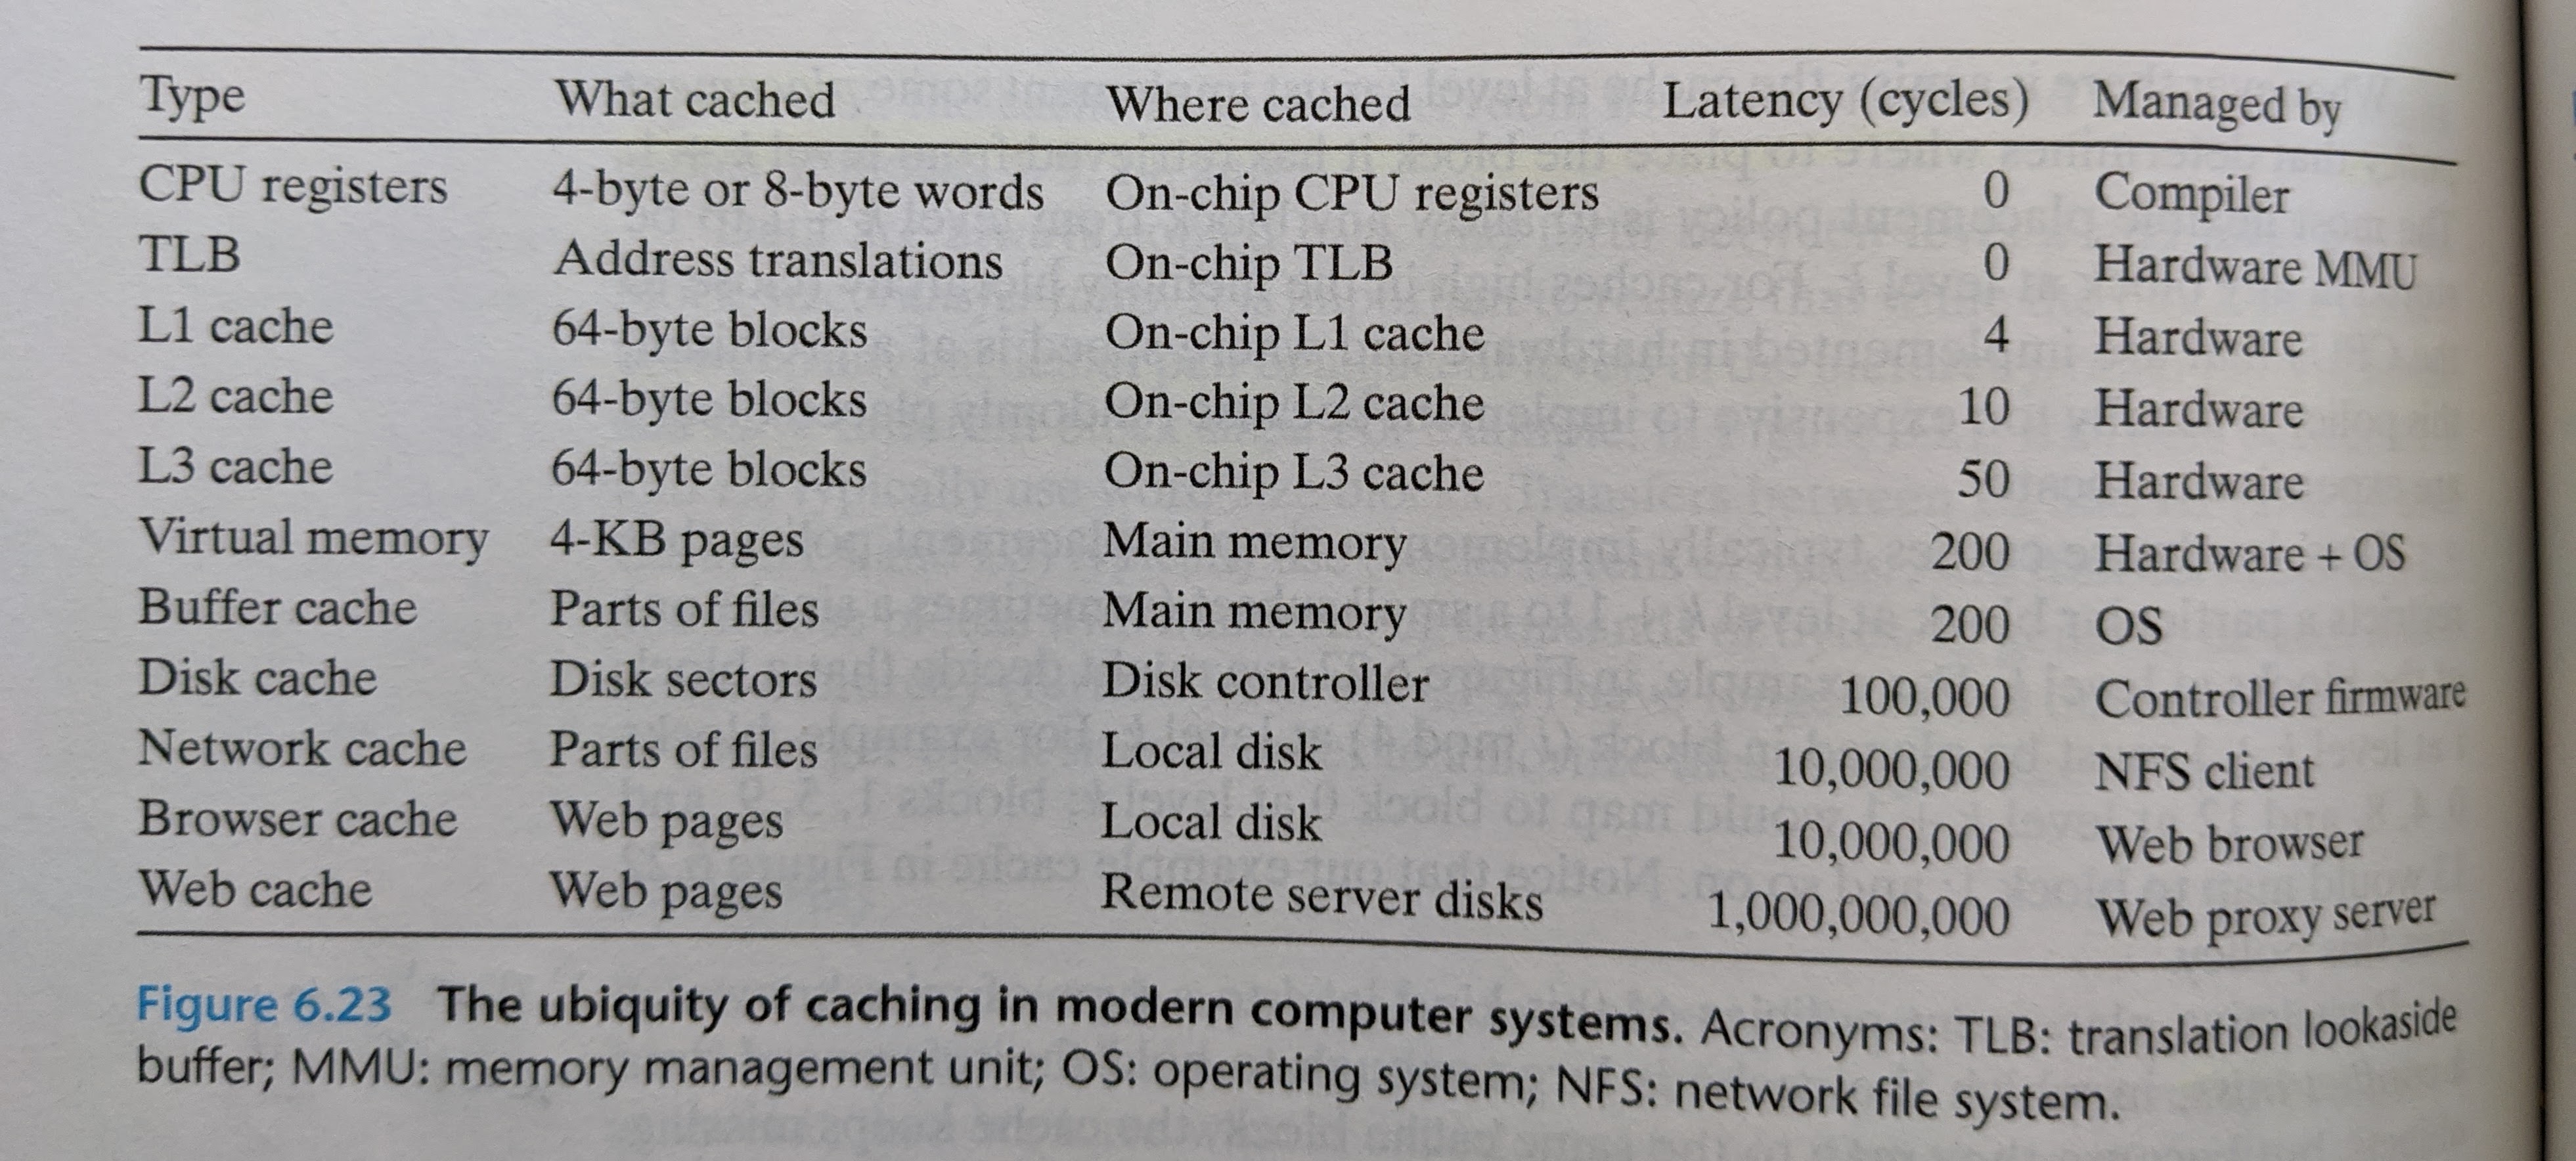 Type What cached Where cached Latency (cycles) Managed by
CPU registers 4-byte or 8-byte words On-chip CPU registers 0 Compiler
TLB Address translations On-chip TLB 0 Hardware MMU
L1 cache 64-byte blocks On-chip L1 cache 4 Hardware
L2 cache 64-byte blocks On-chip L2 cache 10 Hardware
L3 cache 64-byte blocks On-chip L3 cache 50 Hardware
Virtual memory 4-KB pages Main memory 200 Hardware + OS
Buffer cache Parts of files Main memory 200 OS
Disk cache Disk sectors Disk controller 100,000 Controller firmware
Network cache Parts of files Local disk 10,000,000 NFS client
Browser cache Web pages Local disk 10,000,000 Web browser
Web cache Web pages Remote server disks 1,000,000,000 Web proxy server
Figure 6.23 The ubiquity of caching in modern computer systems. Acronyms: TLB: translation lookaside
buffer; MMU: memory management unit; OS: operating system; NFS: network file system.